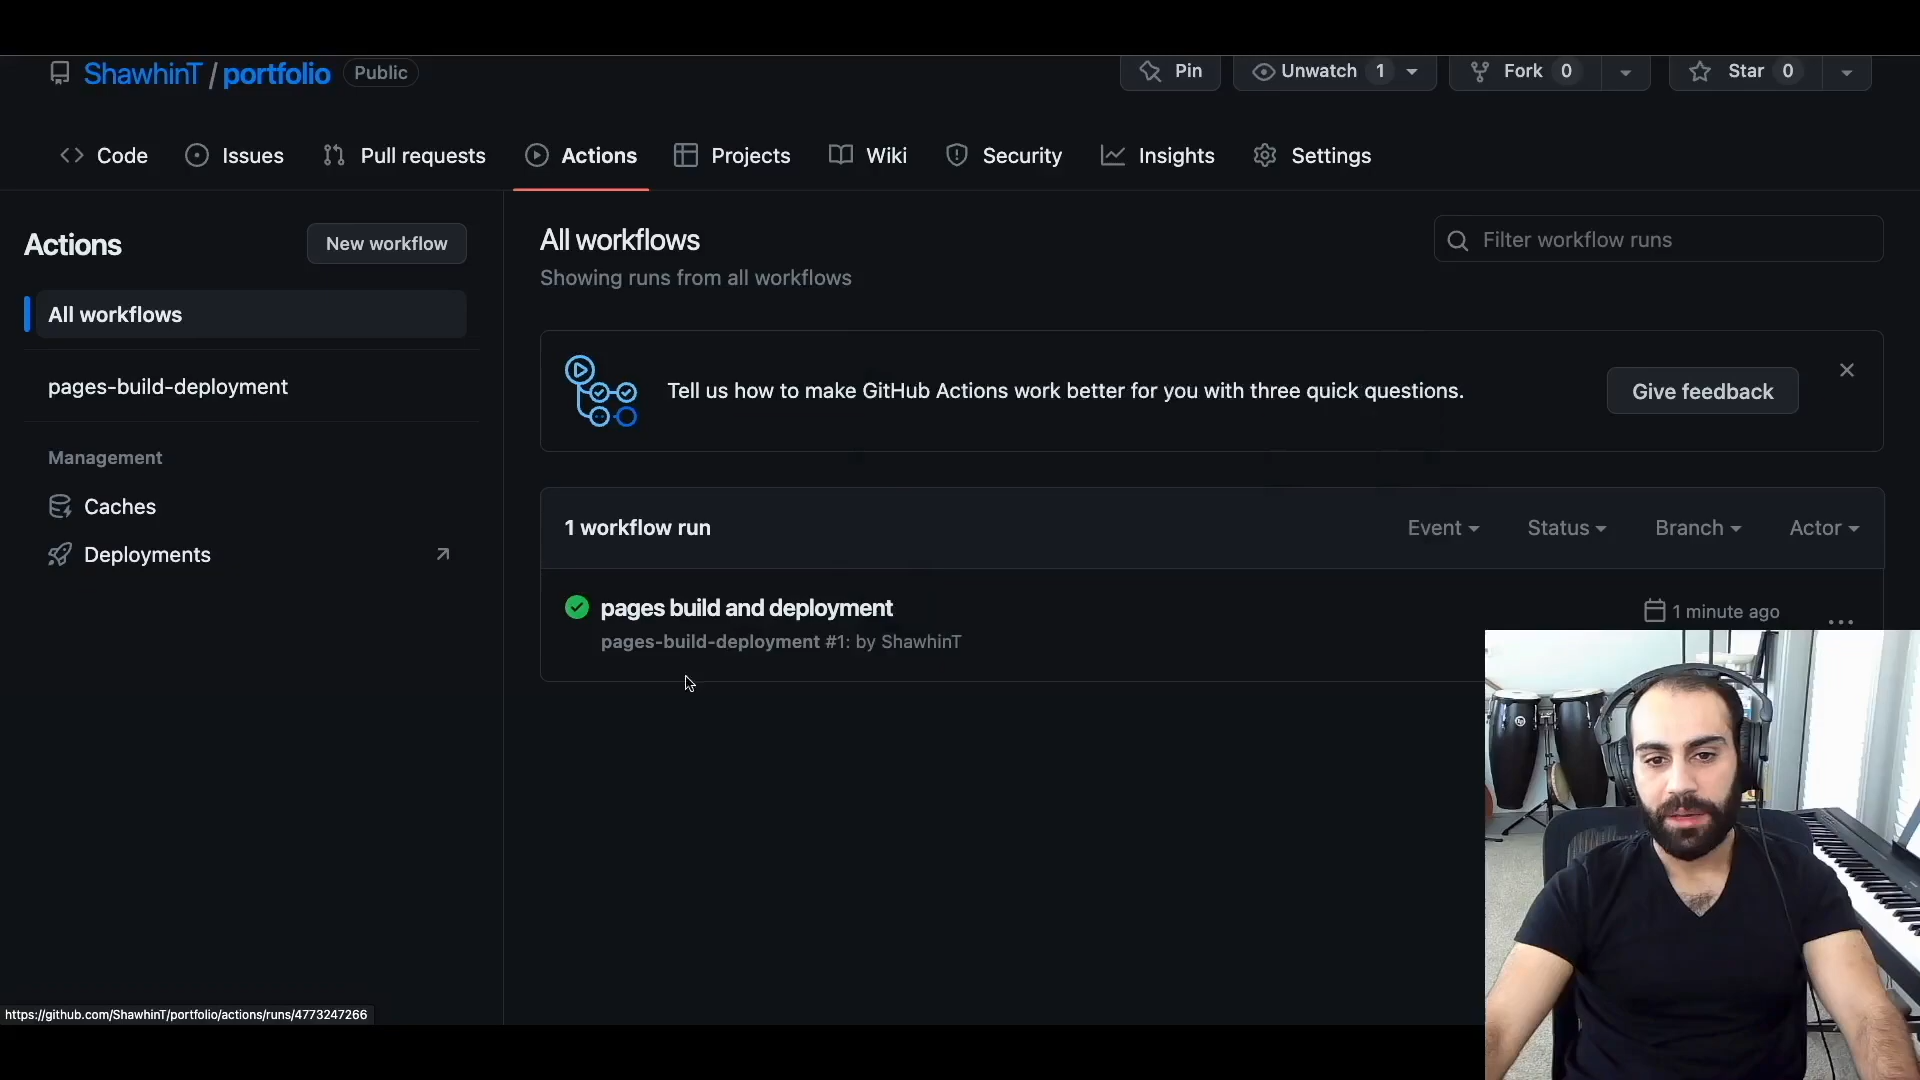 ShawhinT / portfolio Public
Pin
Unwatch 1
Fork 0
Star 0
Code
Issues
Pull requests
Actions
Projects
Wiki
Security
Insights
Settings
Actions
New workflow
All workflows
pages-build-deployment
Management
Caches
Deployments
All workflows
Showing runs from all workflows
Filter workflow runs
Tell us how to make GitHub Actions work better for you with three quick questions.
Give feedback
1 workflow run
Event
Status
Branch
Actor
pages build and deployment
pages-build-deployment #1: by ShawhinT
1 minute ago
https://github.com/ShawhinT/portfolio/actions/runs/4773247266